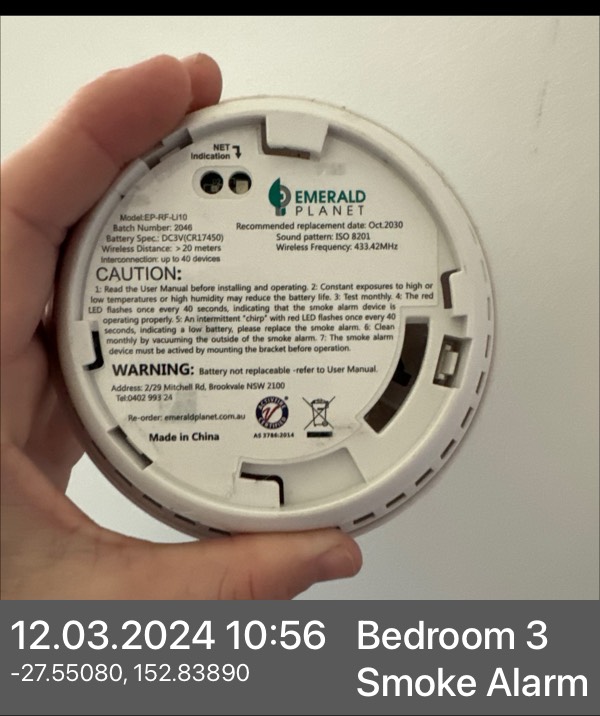 NET
Indication
EMERALD
PLANET
Model:EP-RF-Li10
Batch Number: 2046
Battery Spec.: DC3V(CR17450)
Wireless Distance: > 20 meters
Interconnection: up to 40 devices
Recommended replacement date: Oct.2030
Sound pattern: ISO 8201
Wireless Frequency: 433.42MHz
CAUTION:
1: Read the User Manual before installing and operating. 2: Constant exposures to high or
low temperatures or high humidity may reduce the battery life. 3: Test monthly. 4: The red
LED flashes once every 40 seconds, indicating that the smoke alarm device is
operating properly. 5: An intermittent "chirp" with red LED flashes once every 40
seconds, indicating a low battery, please replace the smoke alarm. 6: Clean
monthly by vacuuming the outside of the smoke alarm. 7: The smoke alarm
device must be actived by mounting the bracket before operation.
WARNING: Battery not replaceable -refer to User Manual.
Address: 2/29 Mitchell Rd, Brookvale NSW 2100
Tel:0402 993 24
Re-order: emeraldplanet.com.au
Made in China
AS 3786:2014
12.03.2024 10:56
-27.55080, 152.83890
Bedroom 3
Smoke Alarm